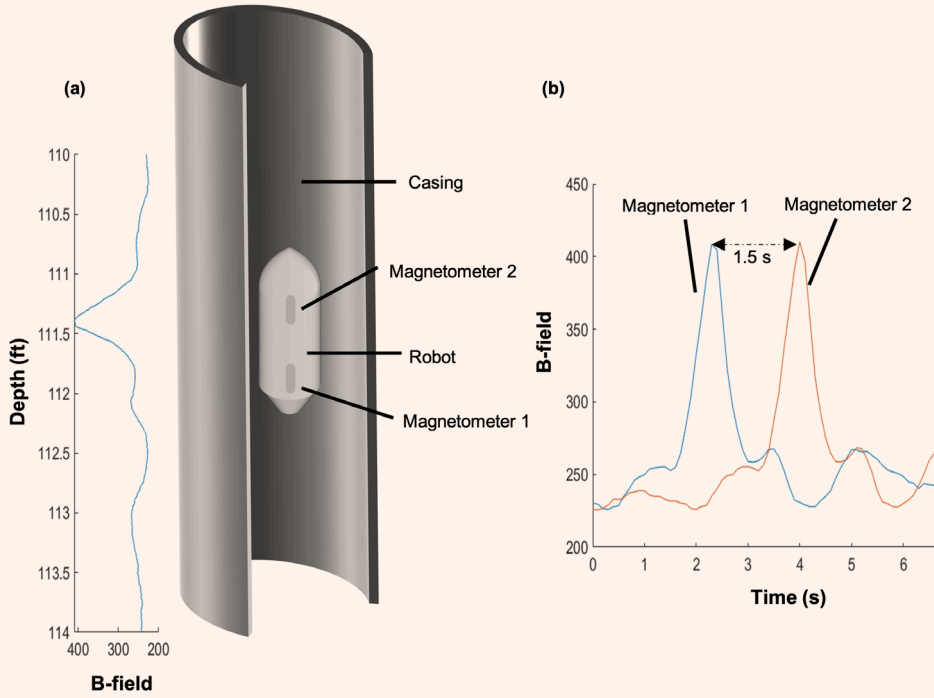 (a)
110
110.5
111
111.5
112
112.5
113
113.5
114
Depth (ft)
400 300 200
B-field
Casing
Magnetometer 2
Robot
Magnetometer 1
(b)
450
400
350
300
250
200
B-field
Magnetometer 1
Magnetometer 2
1.5 s
0 1 2 3 4 5 6
Time (s)